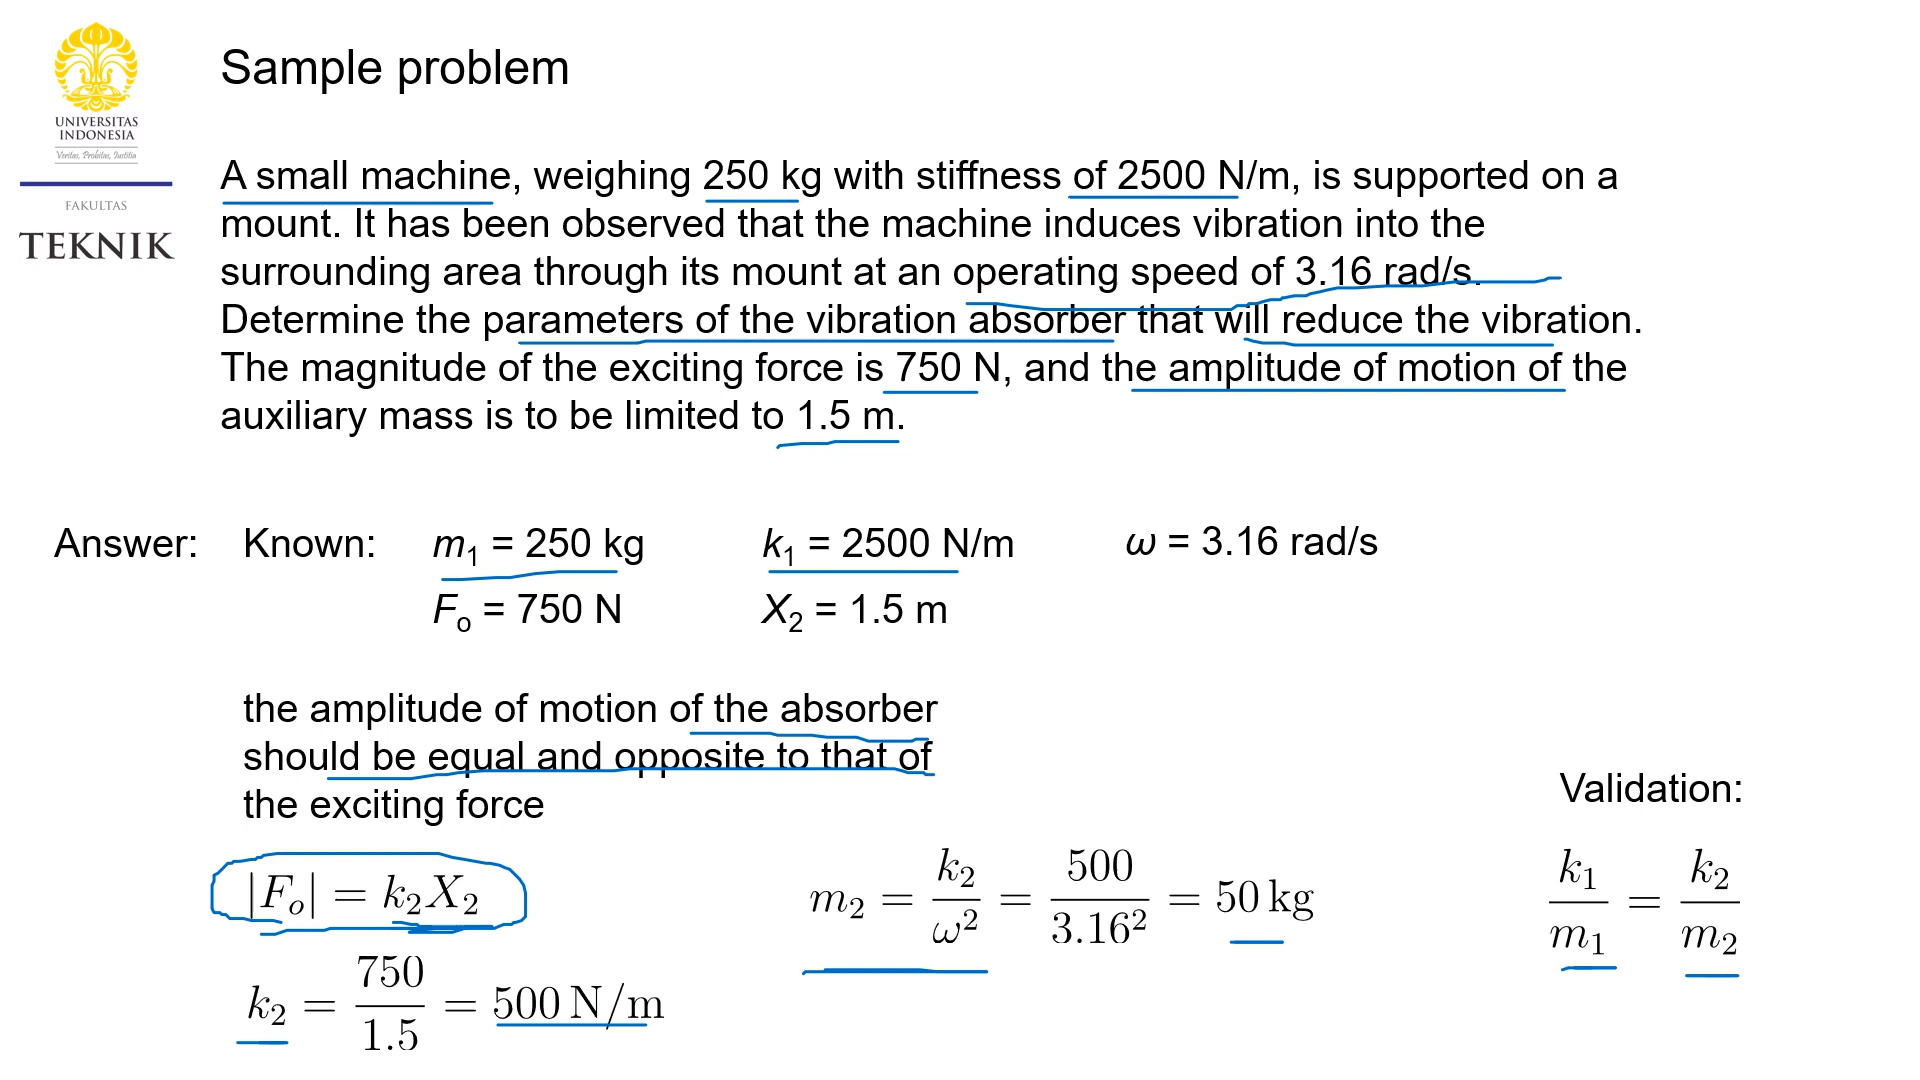 UNIVERSITAS
INDONESIA
Veritas, Probitas, Iustitia
FAKULTAS
TEKNIK
Sample problem
A small machine, weighing 250 kg with stiffness of 2500 N/m, is supported on a
mount. It has been observed that the machine induces vibration into the
surrounding area through its mount at an operating speed of 3.16 rad/s.
Determine the parameters of the vibration absorber that will reduce the vibration.
The magnitude of the exciting force is 750 N, and the amplitude of motion of the
auxiliary mass is to be limited to 1.5 m.
Answer: Known: m₁ = 250 kg k₁ = 2500 N/m ω = 3.16 rad/s
Fₒ = 750 N X₂ = 1.5 m
the amplitude of motion of the absorber
should be equal and opposite to that of
the exciting force
Validation:
|Fₒ| = k₂X₂
m₂ = k₂/ω² = 500/3.16² = 50 kg
k₁/m₁ = k₂/m₂
k₂ = 750/1.5 = 500 N/m